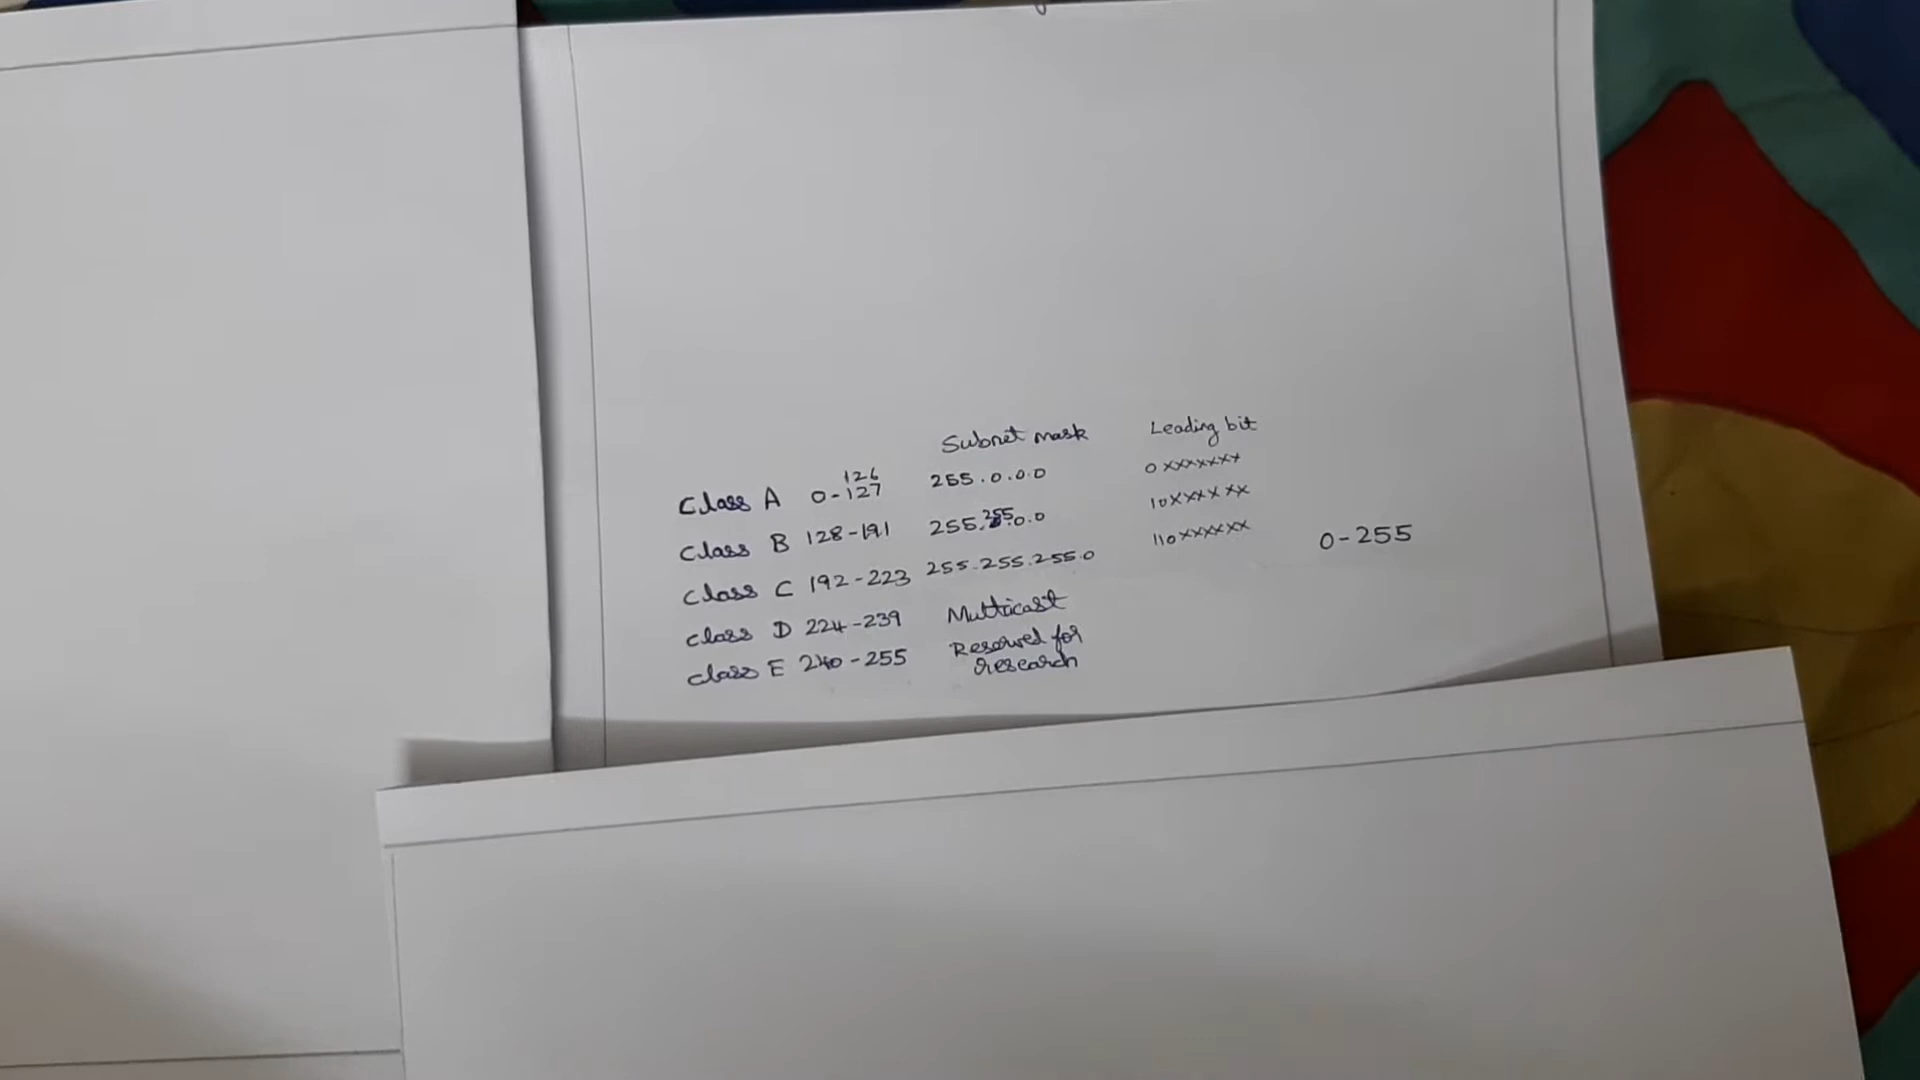 Subnet mask Leading bit
126
Class A 0-127 255.0.0.0 0xxxxxxx
Class B 128-191 255.255.0.0 10xxxxxx
Class C 192-223 255.255.255.0 110xxxxxx 0-255
class D 224-239 Multicast
class E 240-255 Reserved for
research